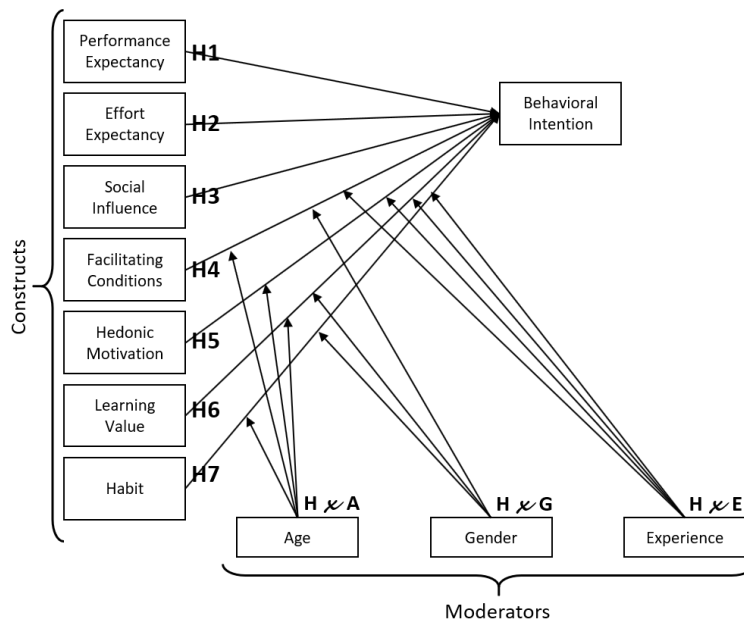 Performance
Expectancy
H1
Effort
Expectancy
H2
Social
Influence
H3
Facilitating
Conditions
H4
Hedonic
Motivation
H5
Learning
Value
H6
Habit
H7
Constructs
Behavioral
Intention
H x A
H x G
H x E
Age
Gender
Experience
Moderators